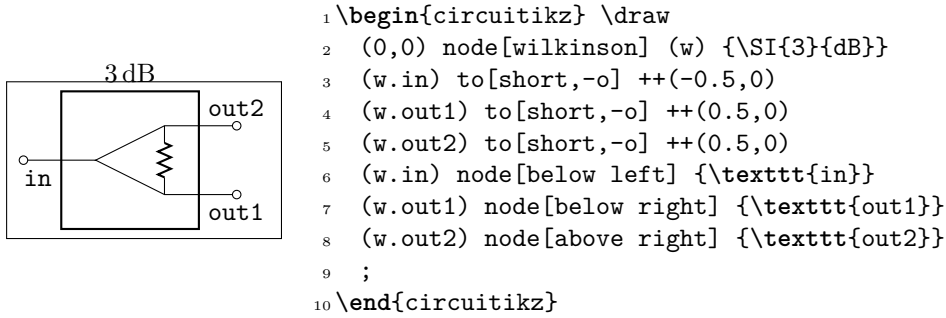 3 dB
out2
in
out1
1 \begin{circuitikz} \draw
2 (0,0) node[wilkinson] (w) {\SI{3}{dB}}
3 (w.in) to[short,-o] ++(-0.5,0)
4 (w.out1) to[short,-o] ++(0.5,0)
5 (w.out2) to[short,-o] ++(0.5,0)
6 (w.in) node[below left] {\texttt{in}}
7 (w.out1) node[below right] {\texttt{out1}}
8 (w.out2) node[above right] {\texttt{out2}}
9 ;
10 \end{circuitikz}